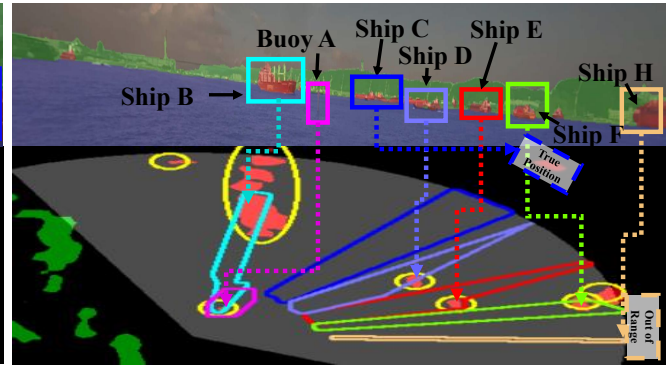 Ship C
Ship E
Buoy A
Ship D
Ship H
Ship B
Ship F
True
Position
Out of
Range